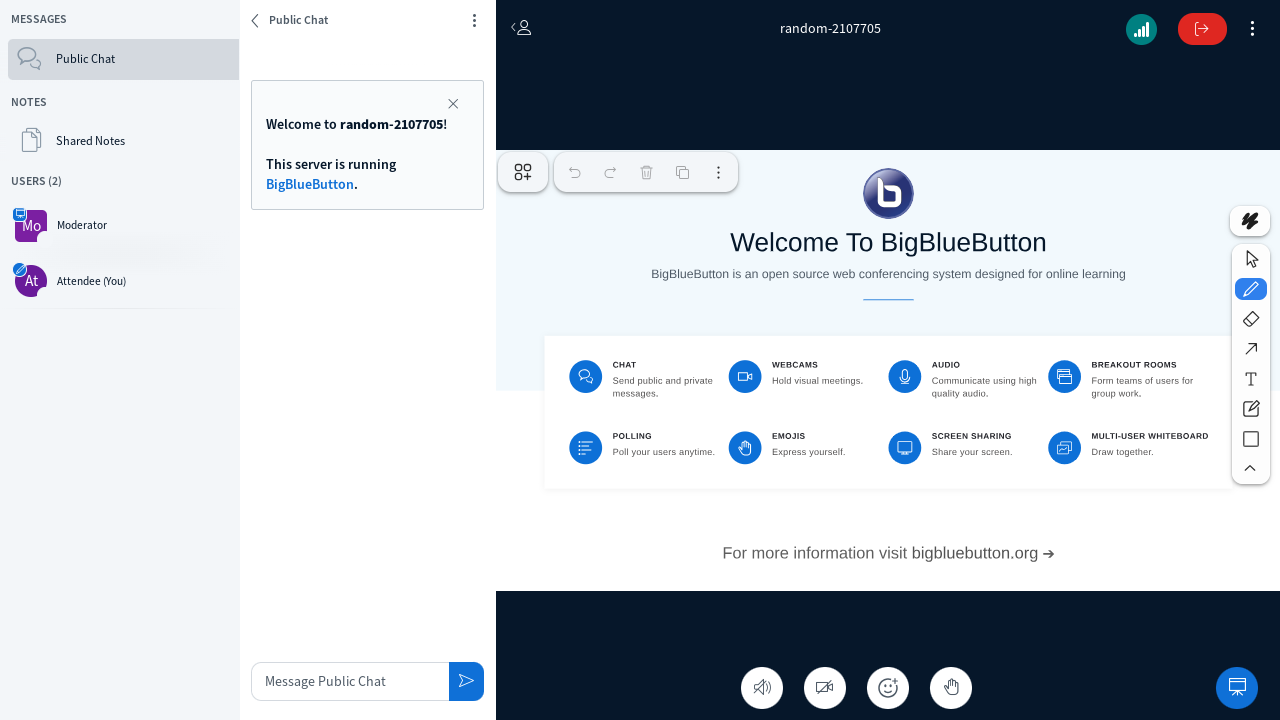 MESSAGES
Public Chat
NOTES
Shared Notes
USERS (2)
Mo
Moderator
At
Attendee (You)
Public Chat
Welcome to random-2107705!
This server is running
BigBlueButton.
Message Public Chat
random-2107705
Welcome To BigBlueButton
BigBlueButton is an open source web conferencing system designed for online learning
CHAT
Send public and private
messages.
WEBCAMS
Hold visual meetings.
AUDIO
Communicate using high
quality audio.
BREAKOUT ROOMS
Form teams of users for
group work.
POLLING
Poll your users anytime.
EMOJIS
Express yourself.
SCREEN SHARING
Share your screen.
MULTI-USER WHITEBOARD
Draw together.
For more information visit bigbluebutton.org →